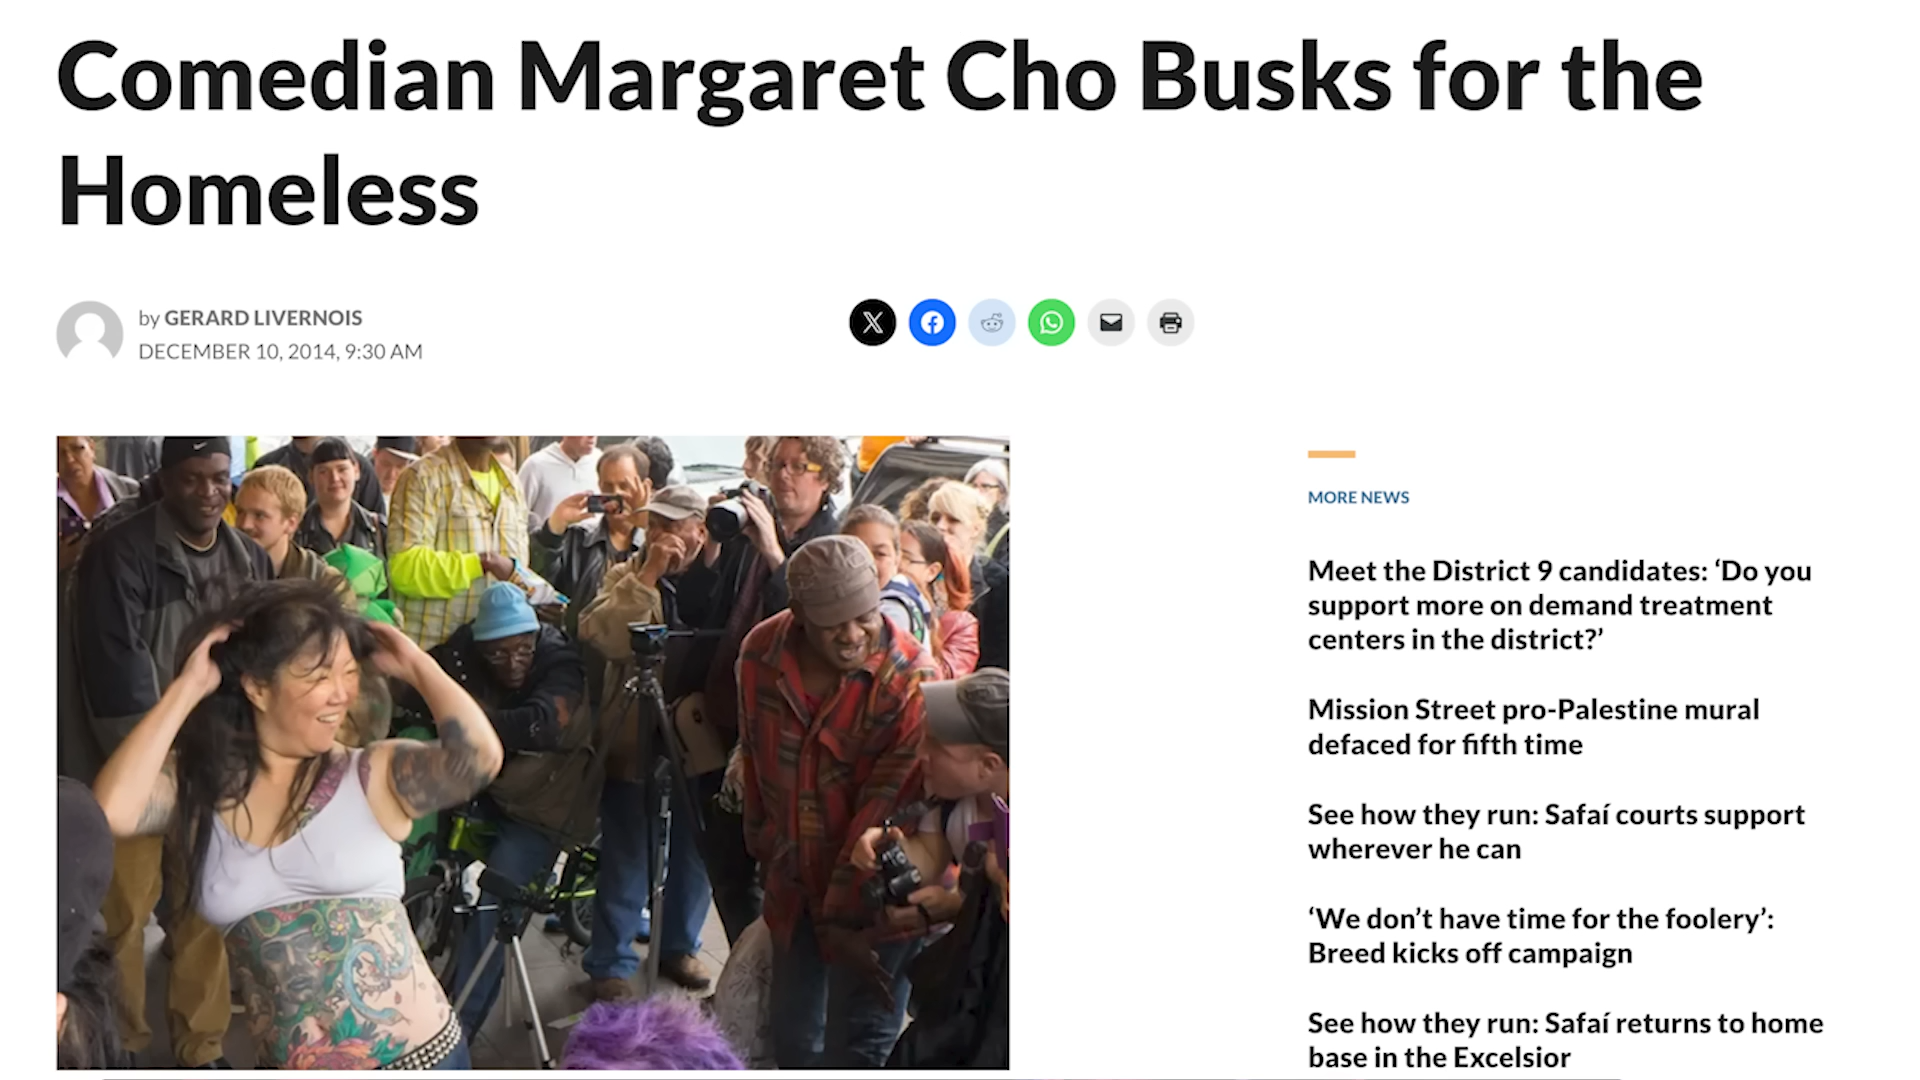 Comedian Margaret Cho Busks for the
Homeless
by GERARD LIVERNOIS
DECEMBER 10, 2014, 9:30 AM
MORE NEWS
Meet the District 9 candidates: ‘Do you
support more on demand treatment
centers in the district?’
Mission Street pro-Palestine mural
defaced for fifth time
See how they run: Safaí courts support
wherever he can
‘We don’t have time for the foolery’:
Breed kicks off campaign
See how they run: Safaí returns to home
base in the Excelsior